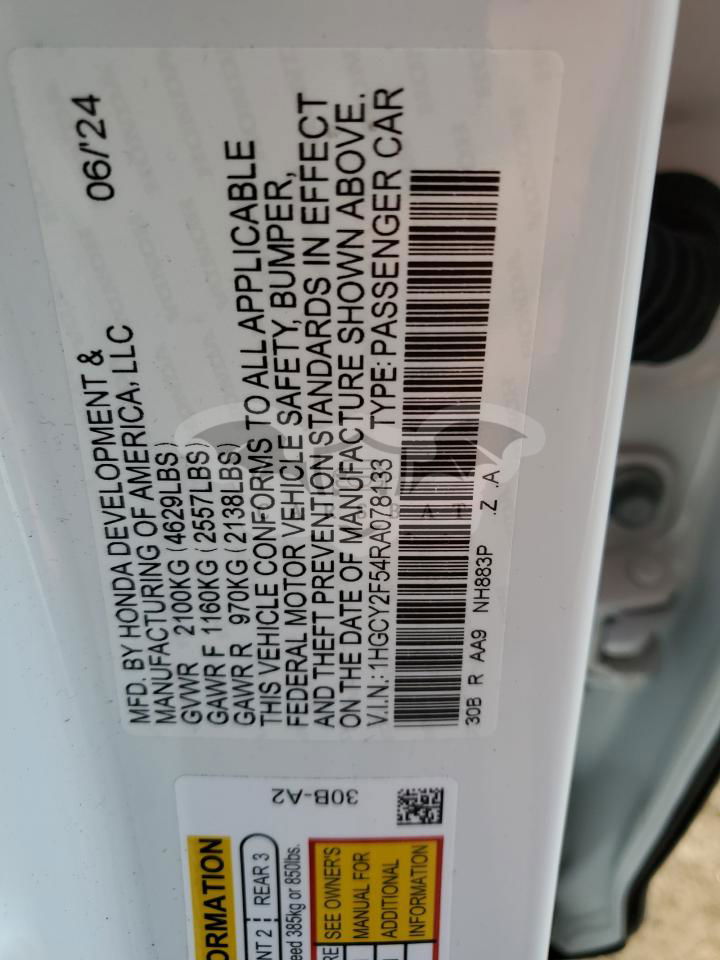 06/'24
MFD. BY HONDA DEVELOPMENT &
MANUFACTURING OF AMERICA, LLC
GVWR 2100KG (4629LBS)
GAWR F 1160KG (2557LBS)
GAWR R 970KG (2138LBS)
THIS VEHICLE CONFORMS TO ALL APPLICABLE
FEDERAL MOTOR VEHICLE SAFETY, BUMPER,
AND THEFT PREVENTION STANDARDS IN EFFECT
ON THE DATE OF MANUFACTURE SHOWN ABOVE.
V.I.N.: 1HGCY2F54RA078433 TYPE: PASSENGER CAR
30B R AA9 NH883P .Z .A
30B-A2
ORMATION
NT 2 REAR 3
eed 385kg or 850lbs.
SEE OWNER'S
MANUAL FOR
ADDITIONAL
INFORMATION